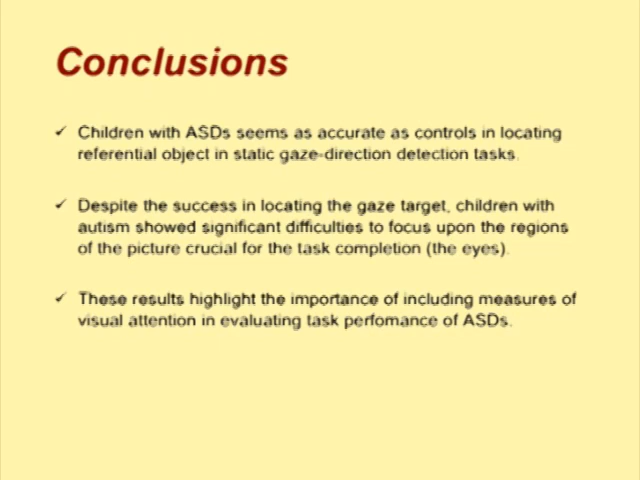 Conclusions
✓ Children with ASDs seems as accurate as controls in locating
referential object in static gaze-direction detection tasks.
✓ Despite the success in locating the gaze target, children with
autism showed significant difficulties to focus upon the regions
of the picture crucial for the task completion (the eyes).
✓ These results highlight the importance of including measures of
visual attention in evaluating task perfomance of ASDs.